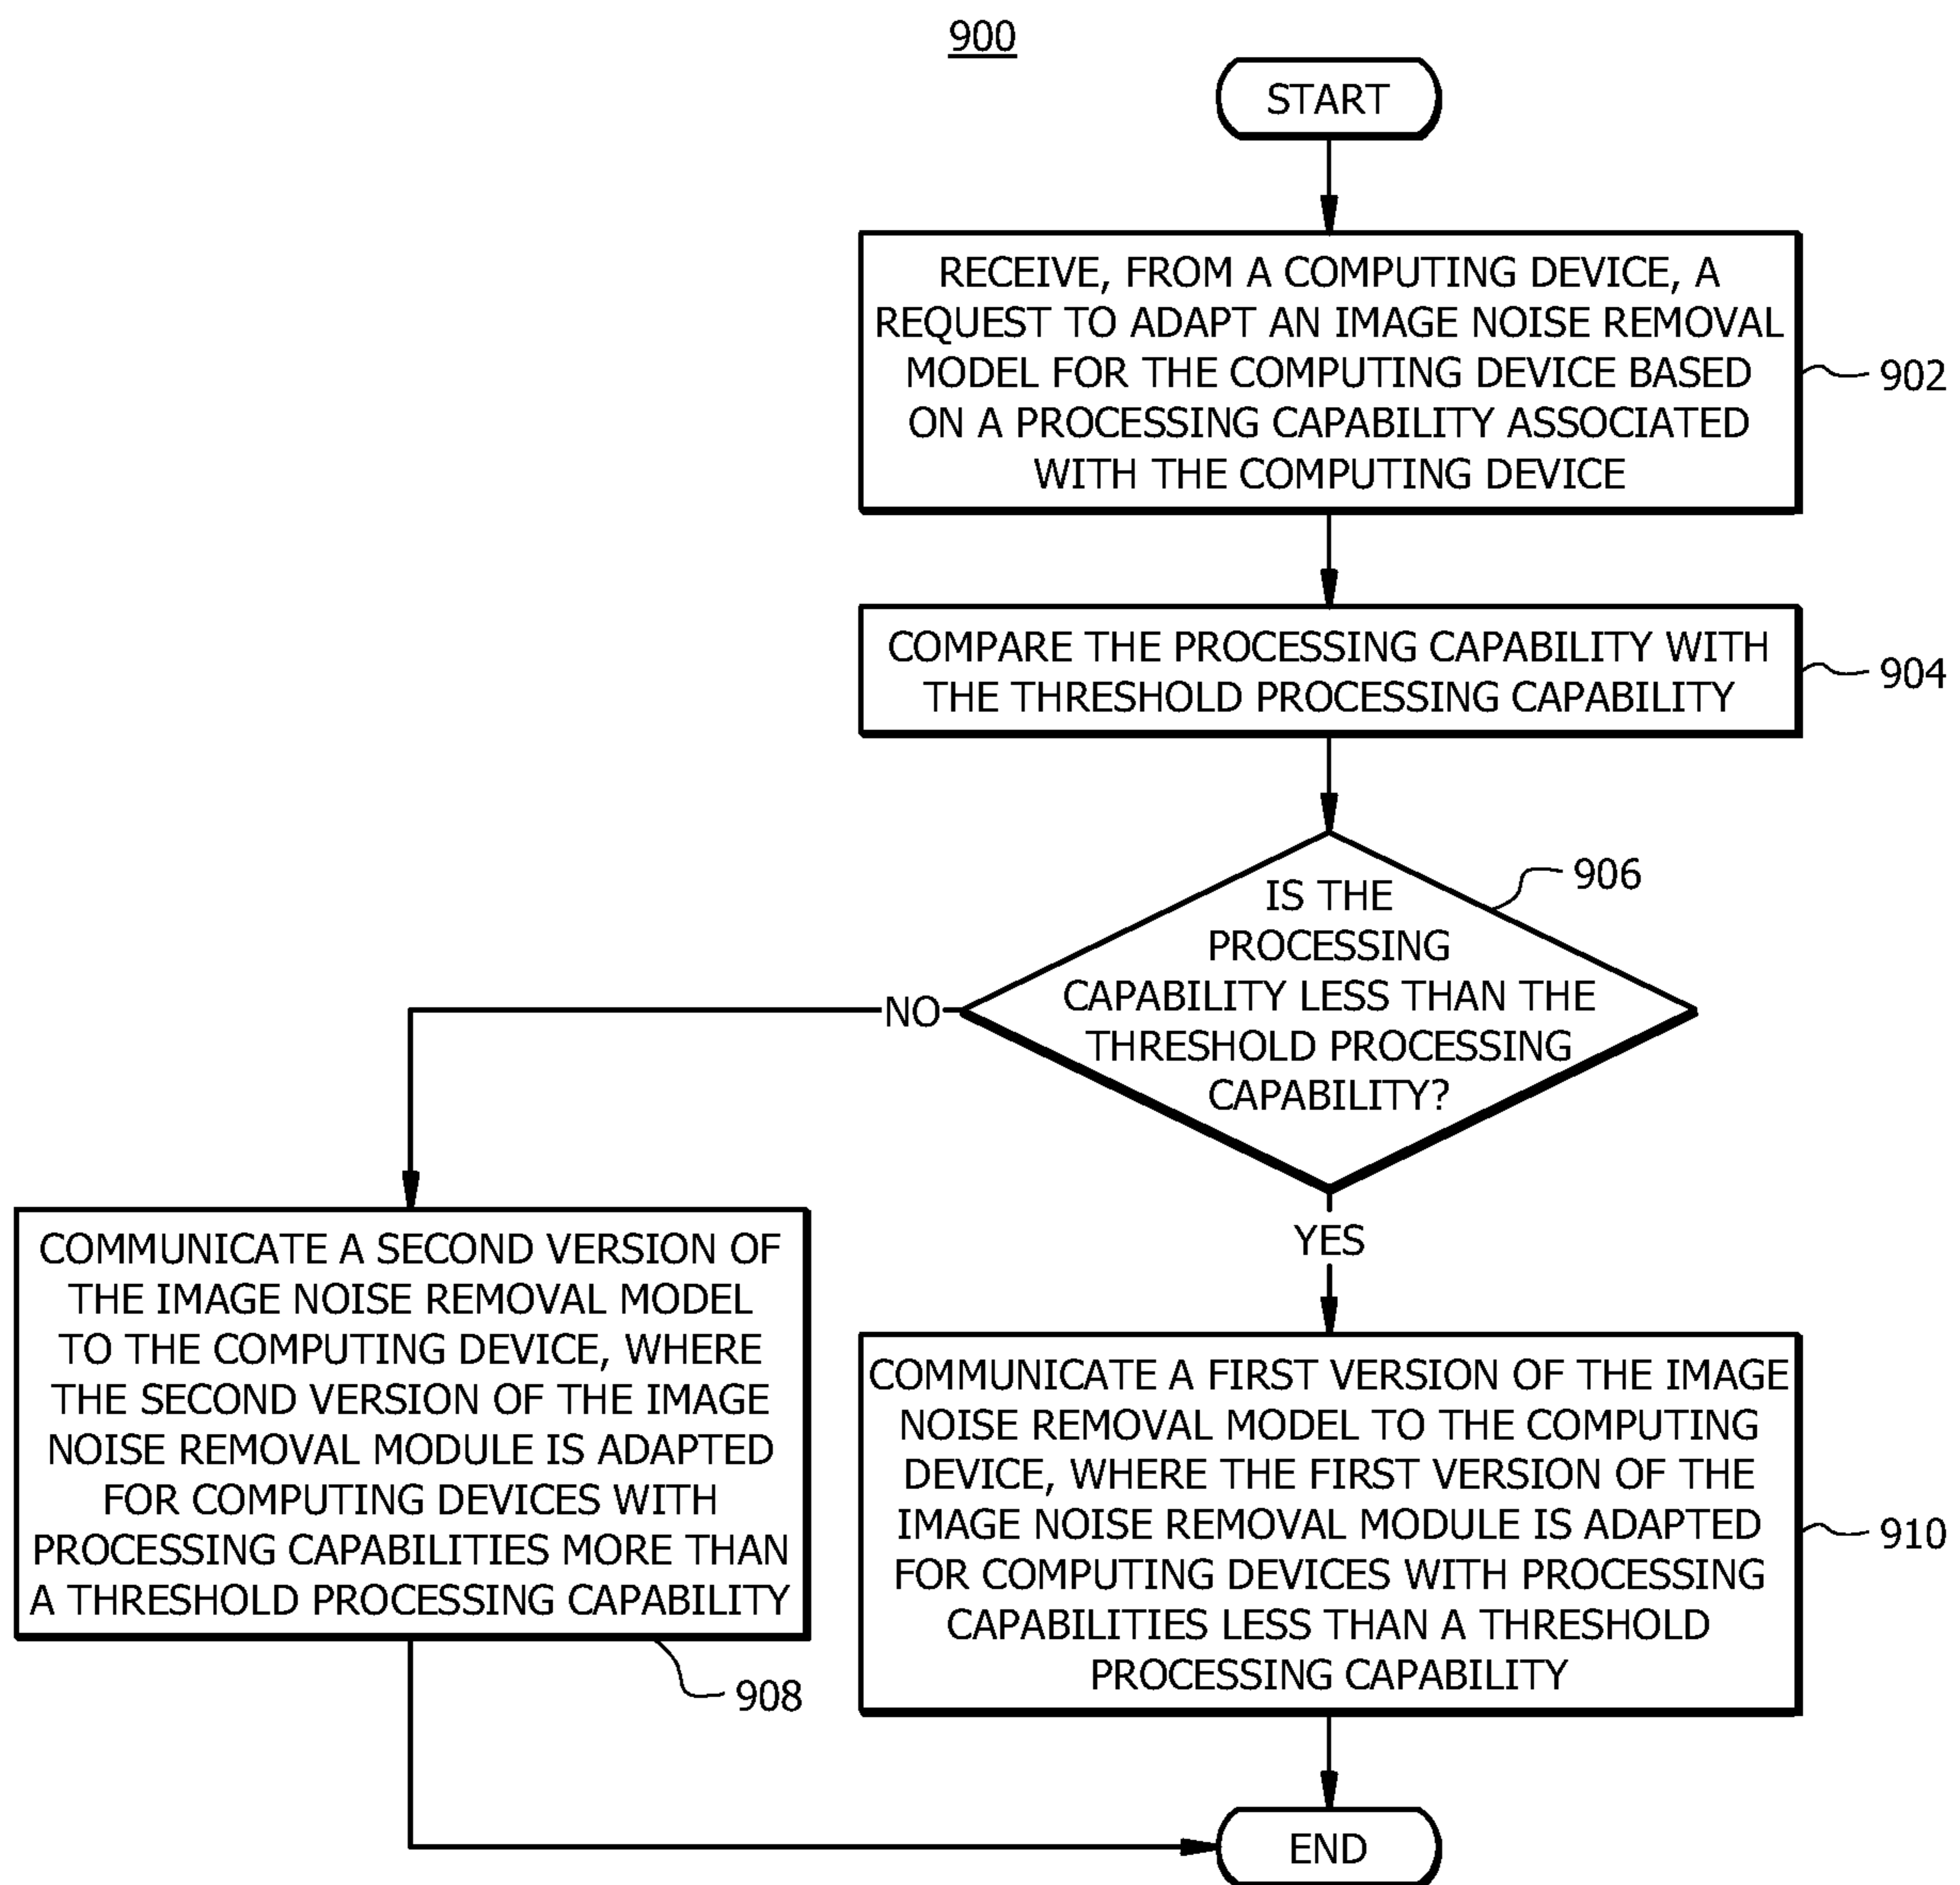 900
START
RECEIVE, FROM A COMPUTING DEVICE, A
REQUEST TO ADAPT AN IMAGE NOISE REMOVAL
MODEL FOR THE COMPUTING DEVICE BASED
ON A PROCESSING CAPABILITY ASSOCIATED
WITH THE COMPUTING DEVICE
902
COMPARE THE PROCESSING CAPABILITY WITH
THE THRESHOLD PROCESSING CAPABILITY
904
IS THE
PROCESSING
CAPABILITY LESS THAN THE
THRESHOLD PROCESSING
CAPABILITY?
906
NO
YES
COMMUNICATE A SECOND VERSION OF
THE IMAGE NOISE REMOVAL MODEL
TO THE COMPUTING DEVICE, WHERE
THE SECOND VERSION OF THE IMAGE
NOISE REMOVAL MODULE IS ADAPTED
FOR COMPUTING DEVICES WITH
PROCESSING CAPABILITIES MORE THAN
A THRESHOLD PROCESSING CAPABILITY
908
COMMUNICATE A FIRST VERSION OF THE IMAGE
NOISE REMOVAL MODEL TO THE COMPUTING
DEVICE, WHERE THE FIRST VERSION OF THE
IMAGE NOISE REMOVAL MODULE IS ADAPTED
FOR COMPUTING DEVICES WITH PROCESSING
CAPABILITIES LESS THAN A THRESHOLD
PROCESSING CAPABILITY
910
END